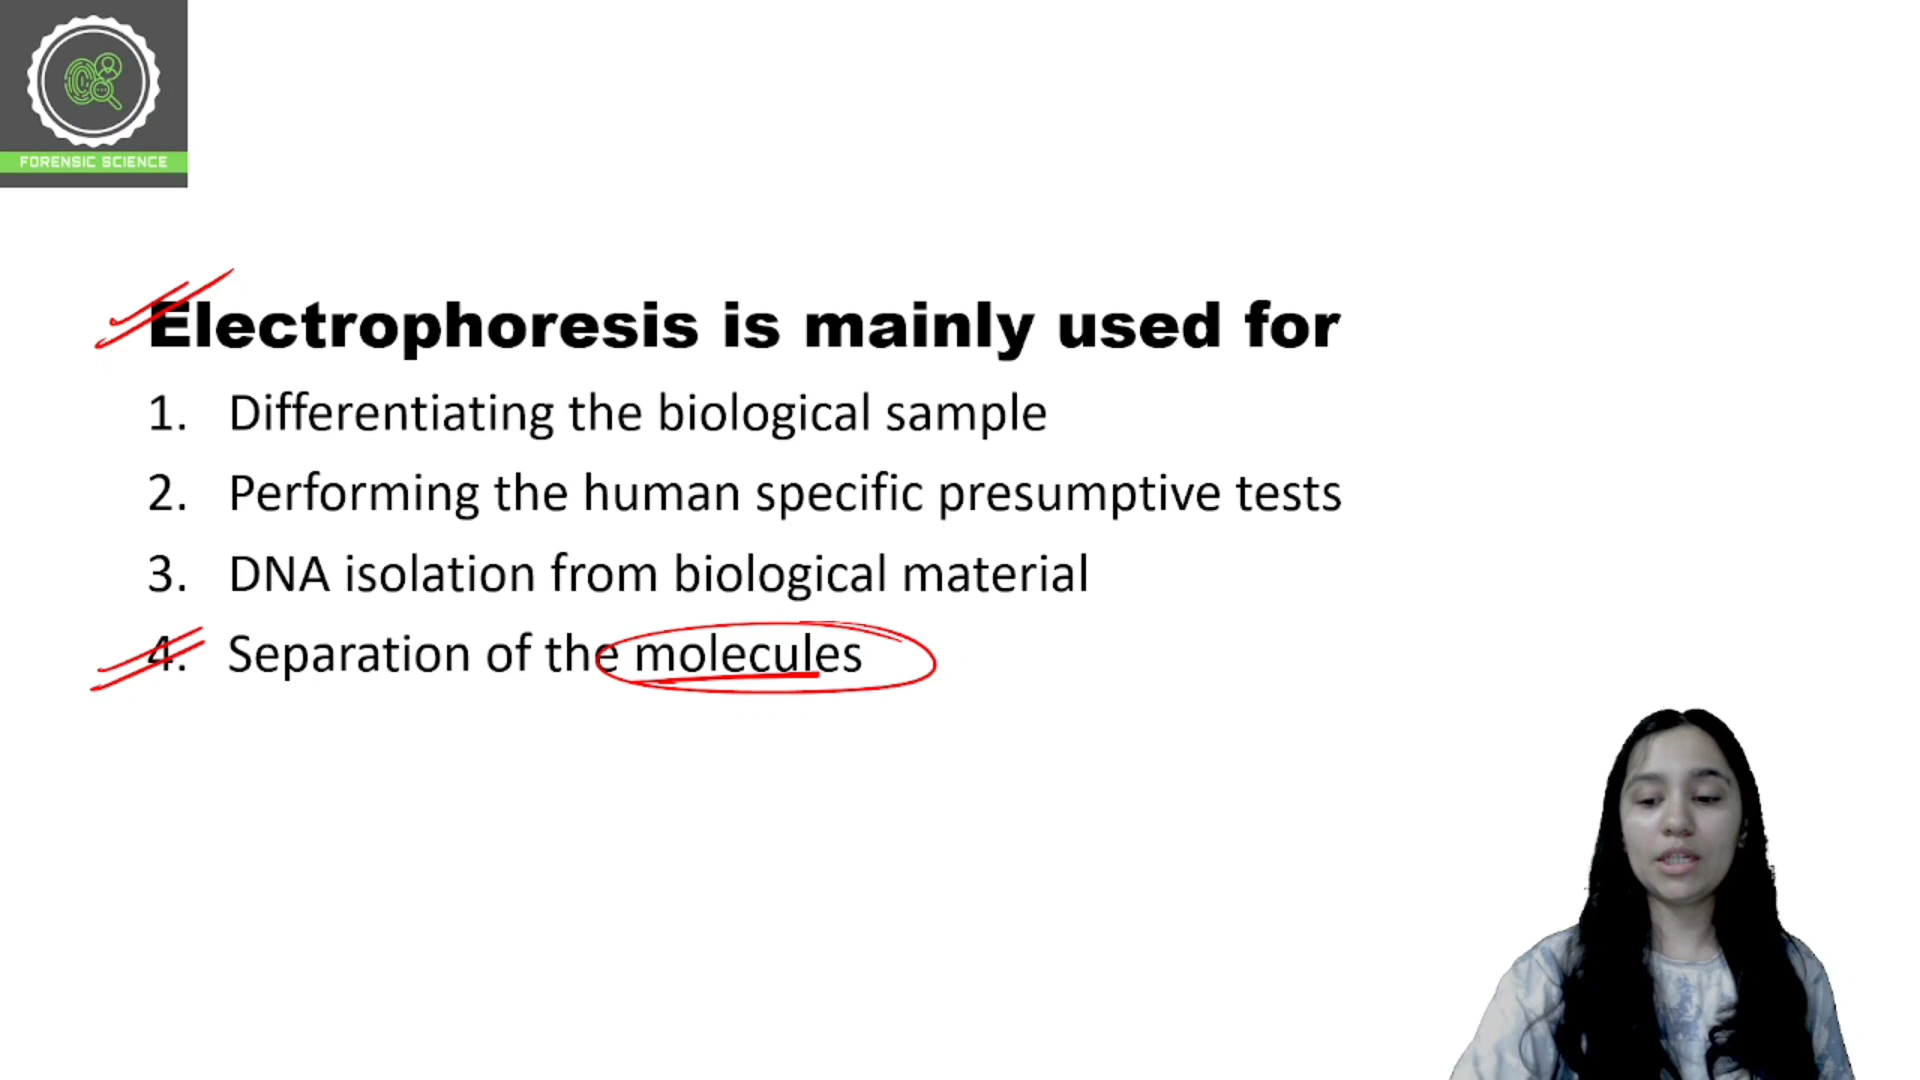 FORENSIC SCIENCE
Electrophoresis is mainly used for
1. Differentiating the biological sample
2. Performing the human specific presumptive tests
3. DNA isolation from biological material
4. Separation of the molecules